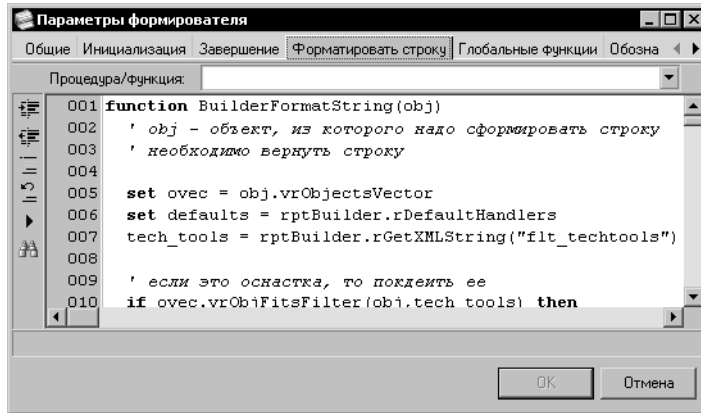 Параметры формирователя
Общие Инициализация Завершение Форматировать строку Глобальные функции Обозна
Процедура/функция:
001 function BuilderFormatString(obj)
002 ' obj - объект, из которого надо сформировать строку
003 ' необходимо вернуть строку
004
005 set ovec = obj.vrObjectsVector
006 set defaults = rptBuilder.rDefaultHandlers
007 tech_tools = rptBuilder.rGetXMLString("flt_techtools")
008
009 ' если это оснастка, то покдеить ее
010 if ovec.vrObjFitsFilter(obj,tech_tools) then
OK Отмена